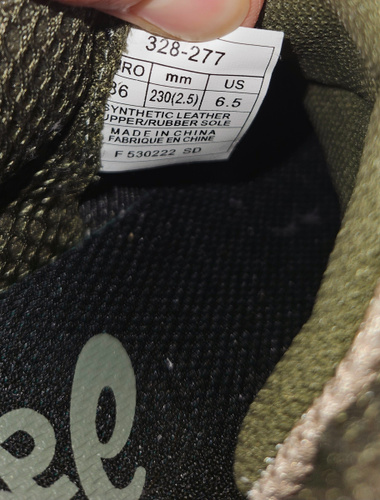 328-277
RO mm US
36 230(2.5) 6.5
SYNTHETIC LEATHER
UPPER/RUBBER SOLE
MADE IN CHINA
FABRIQUE EN CHINE
F 530222 SD
el